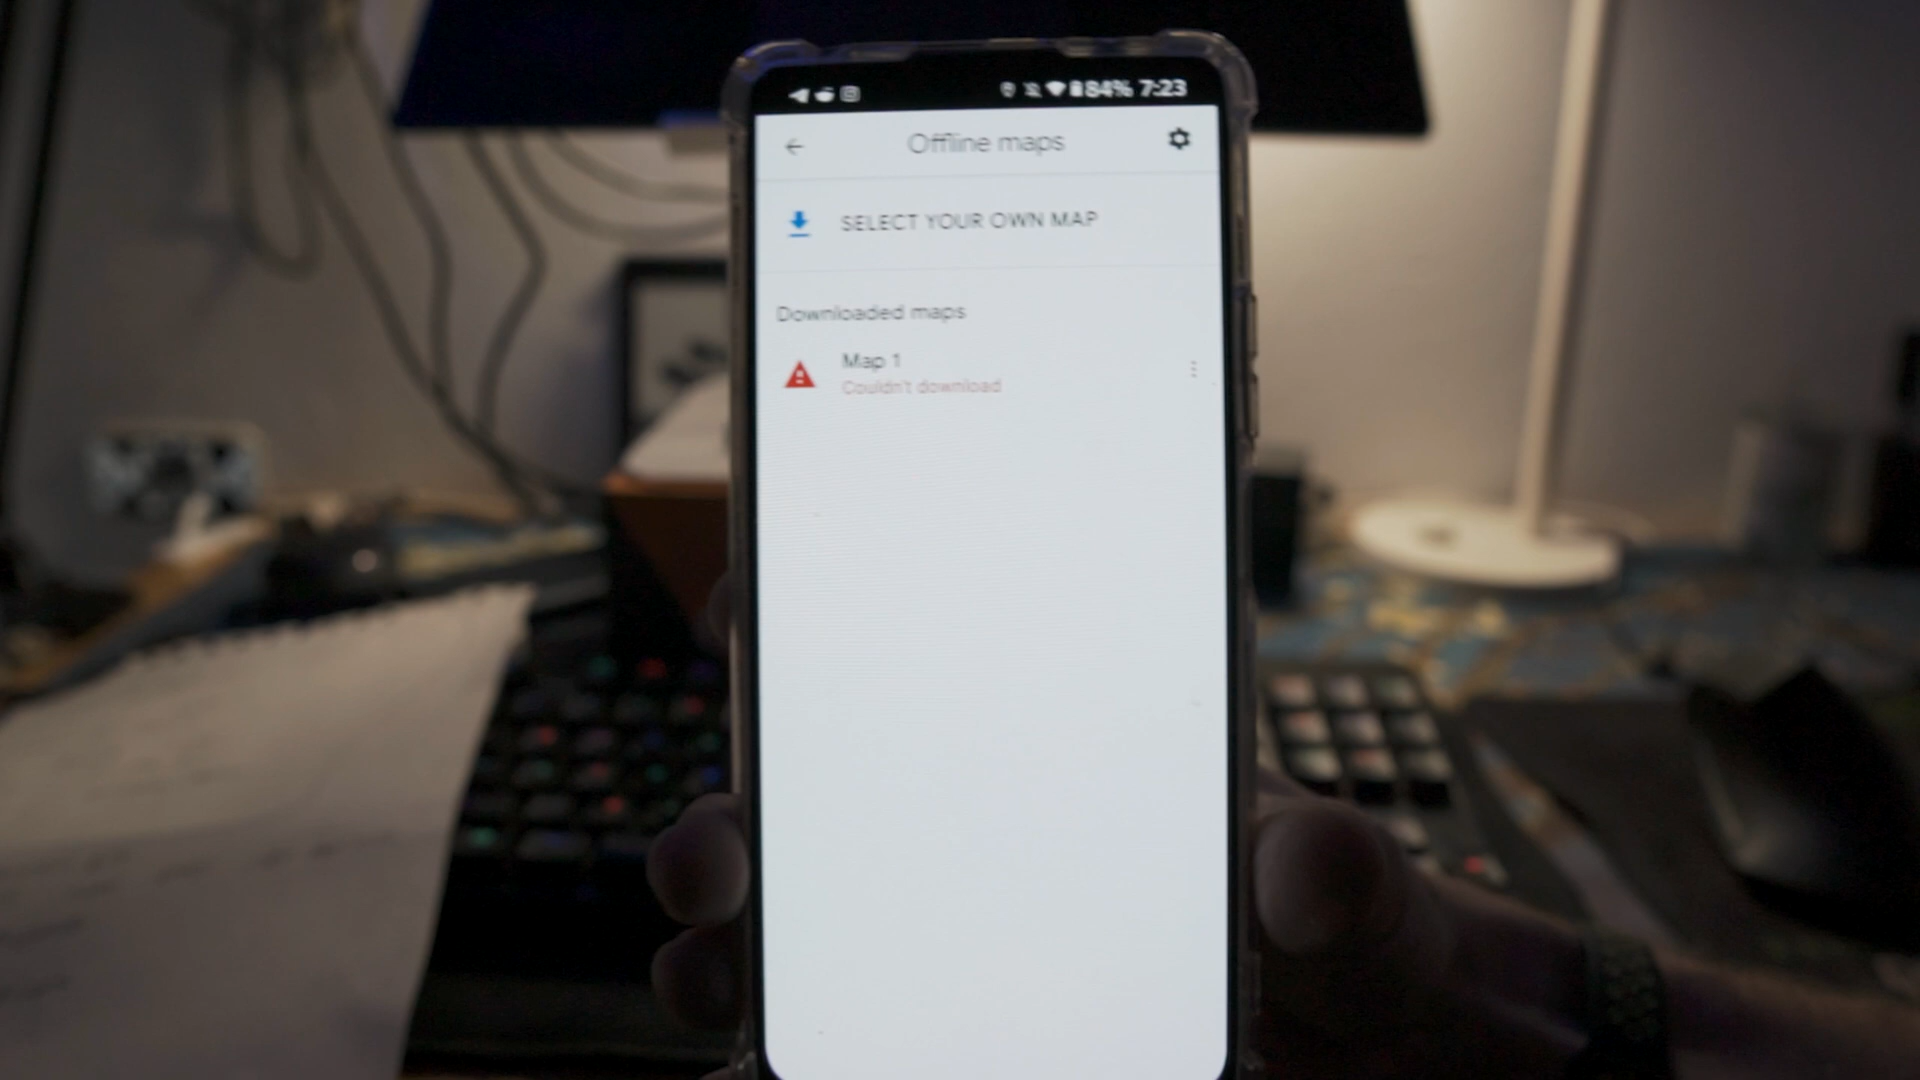 84% 7:23
Offline maps
SELECT YOUR OWN MAP
Downloaded maps
Map 1
Couldn't download